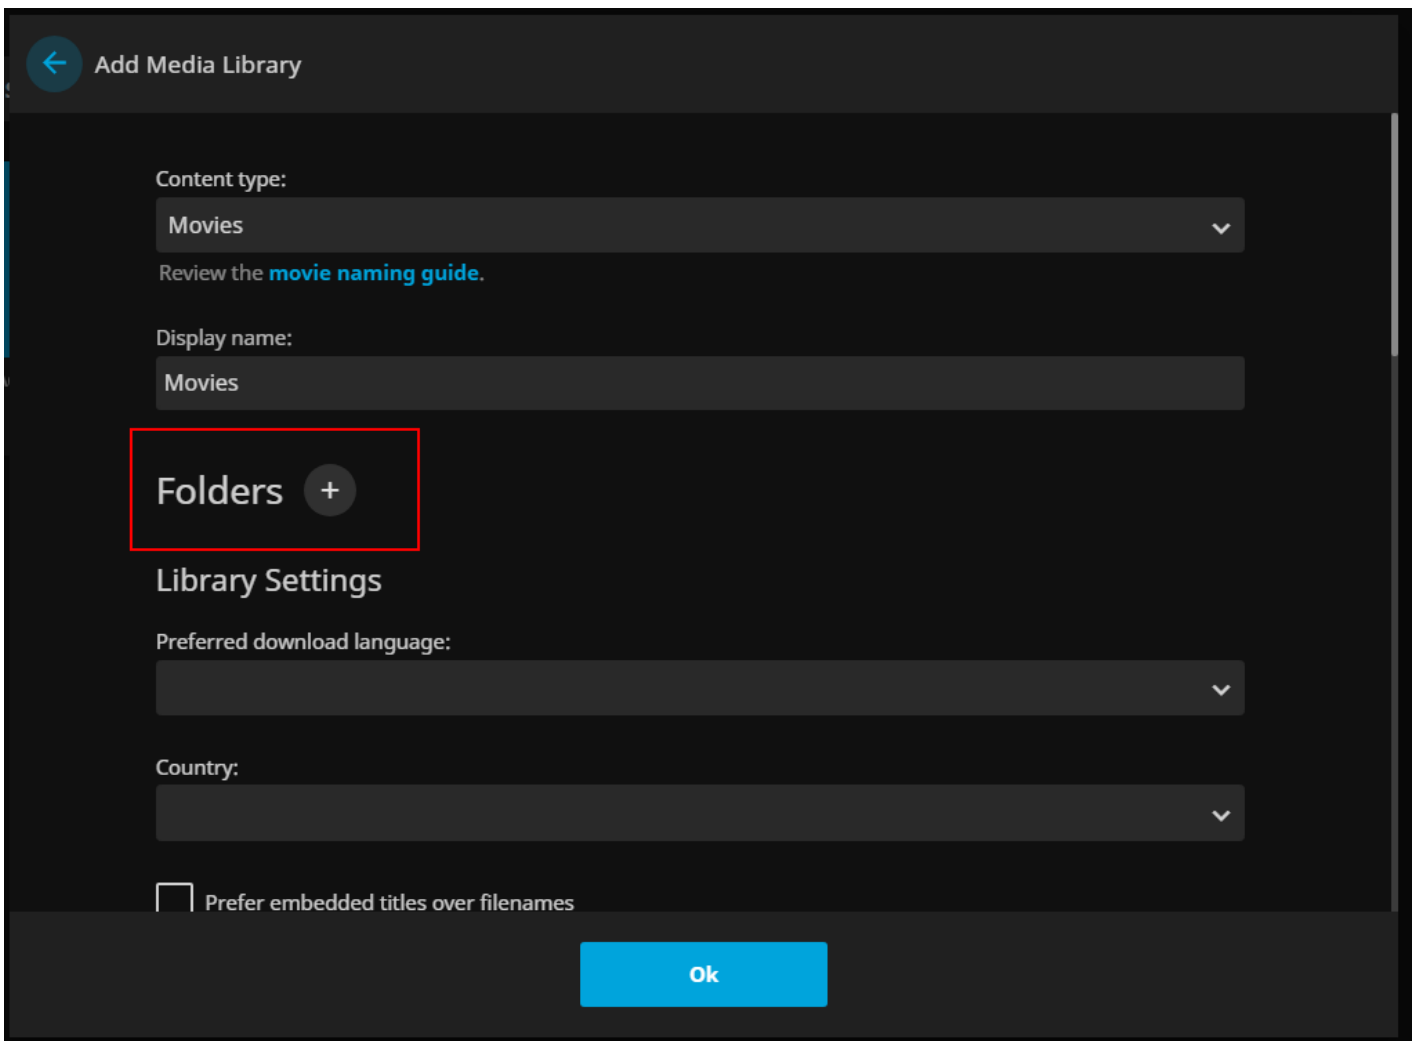 Add Media Library
Content type:
Movies
Review the movie naming guide.
Display name:
Movies
Folders +
Library Settings
Preferred download language:
Country:
Prefer embedded titles over filenames
Ok